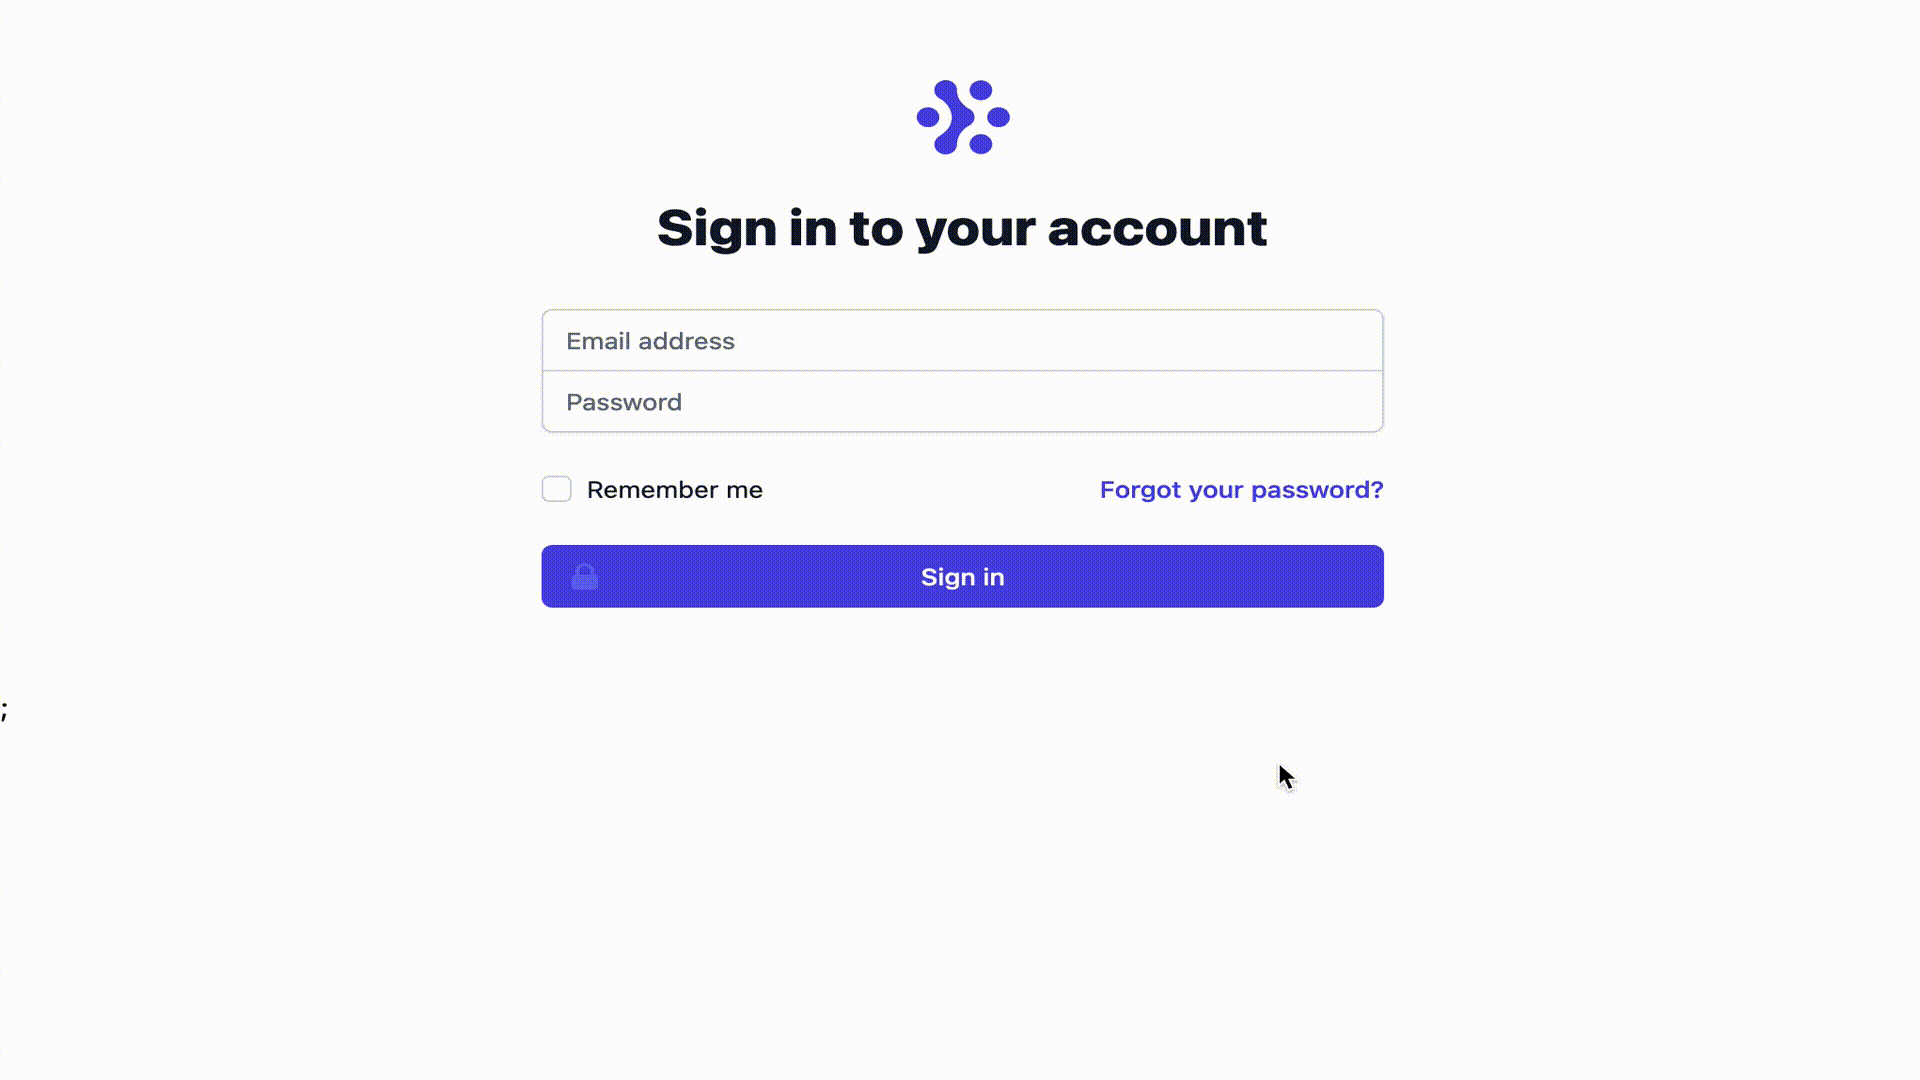 Sign in to your account
Email address
Password
Remember me
Forgot your password?
Sign in
;